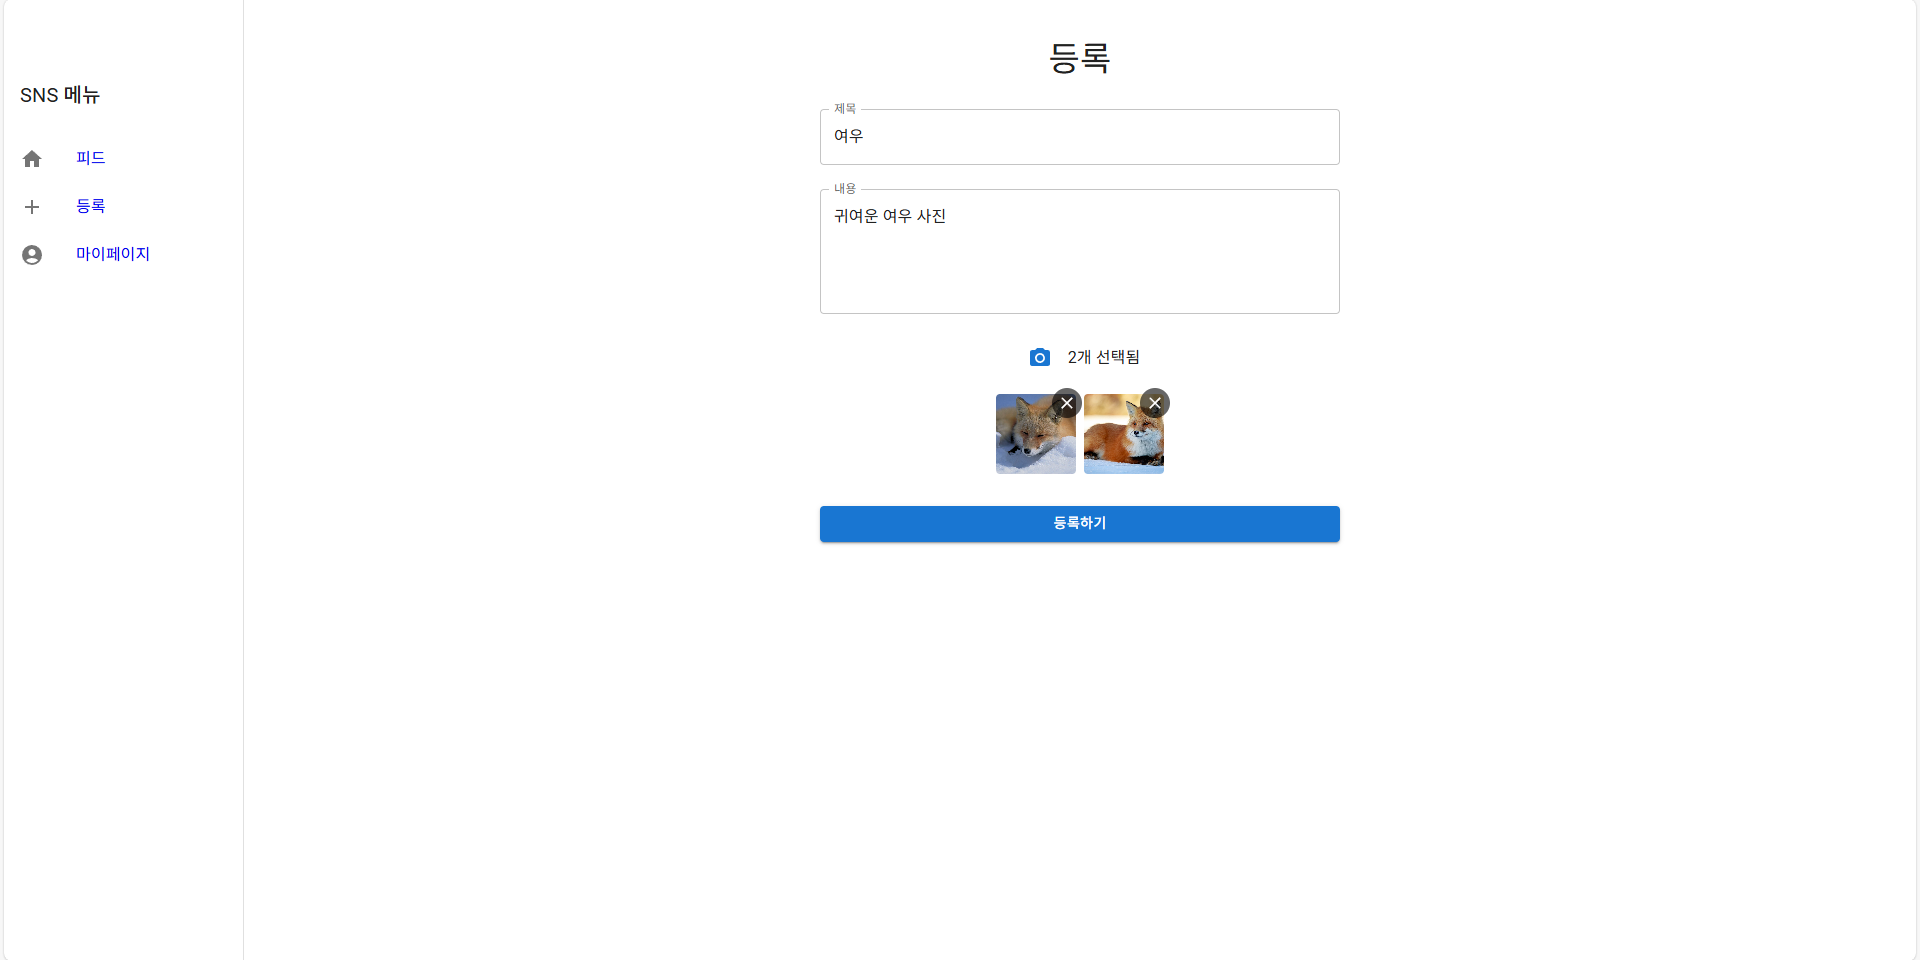 SNS 메뉴
피드
등록
마이페이지
등록
제목
여우
내용
귀여운 여우 사진
2개 선택됨
등록하기